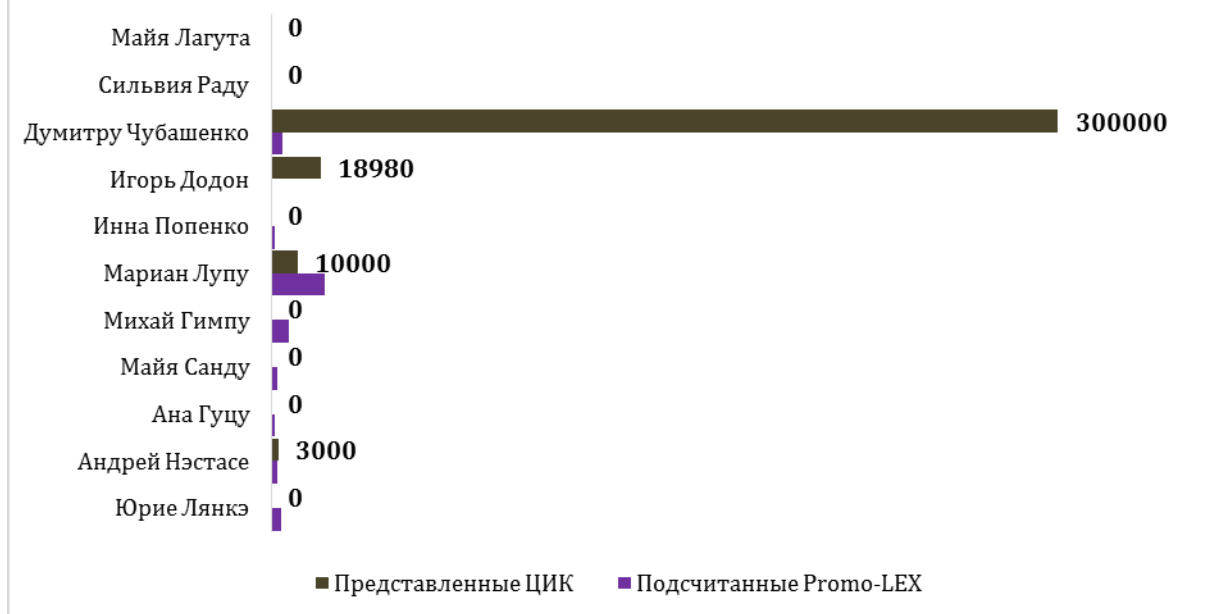 Майя Лагута 0
Сильвия Раду 0
Думитру Чубашенко 300000
Игорь Додон 18980
Инна Попенко 0
Мариан Лупу 10000
Михай Гимпу 0
Майя Санду 0
Ана Гуцу 0
Андрей Нэстасе 3000
Юрие Лянкэ 0
Представленные ЦИК Подсчитанные Promo-LEX